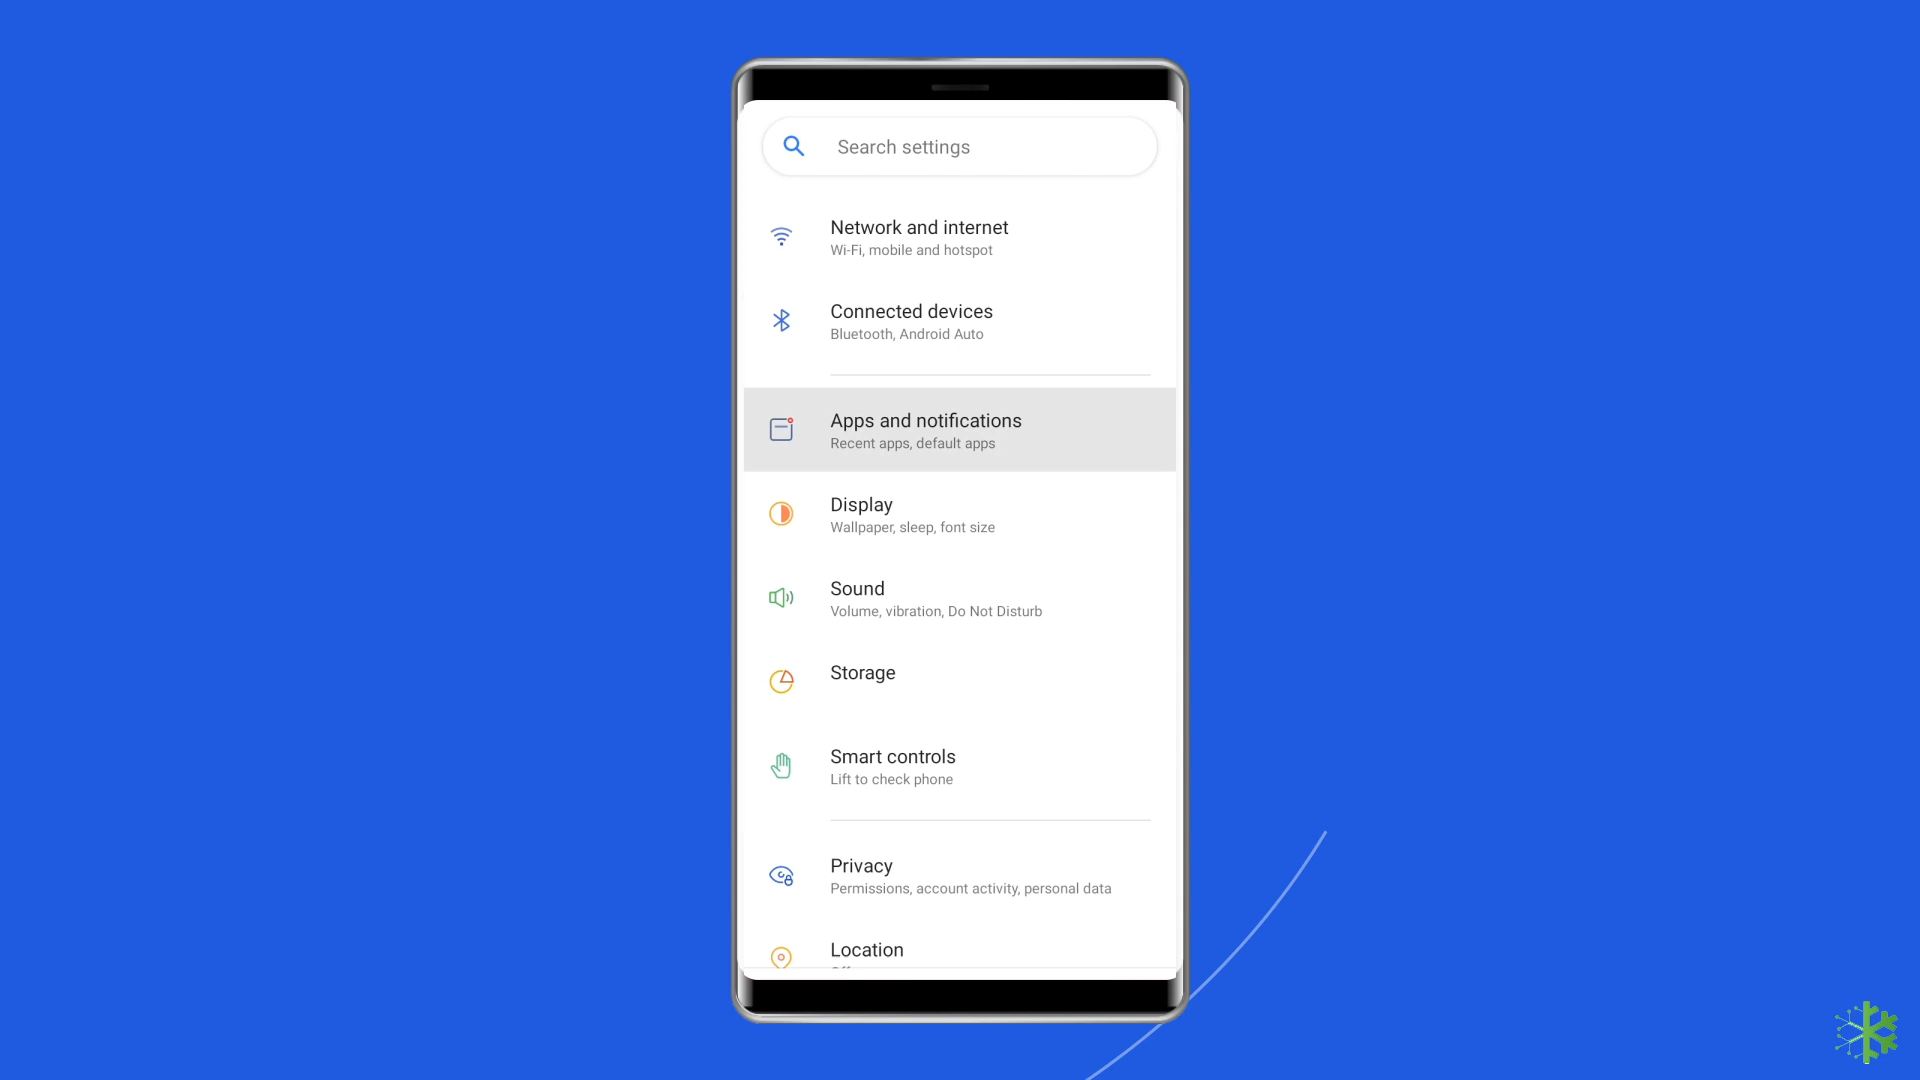 Search settings
Network and internet
Wi-Fi, mobile and hotspot
Connected devices
Bluetooth, Android Auto
Apps and notifications
Recent apps, default apps
Display
Wallpaper, sleep, font size
Sound
Volume, vibration, Do Not Disturb
Storage
Smart controls
Lift to check phone
Privacy
Permissions, account activity, personal data
Location